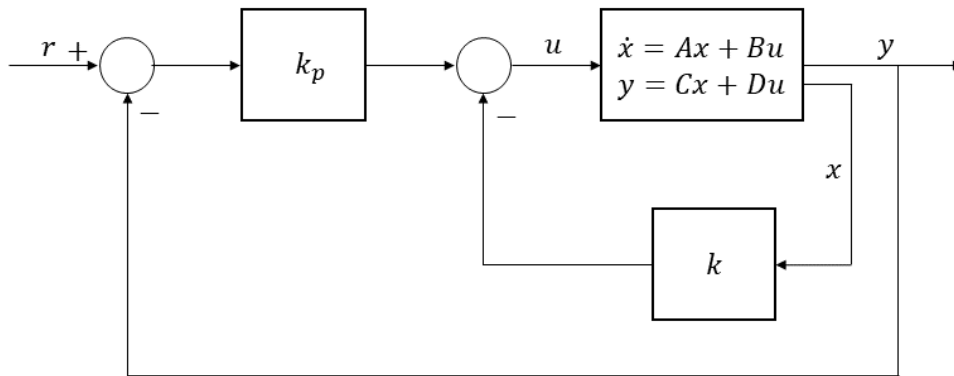 r +
−
k_p
−
u
ẋ = Ax + Bu
y = Cx + Du
y
x
k